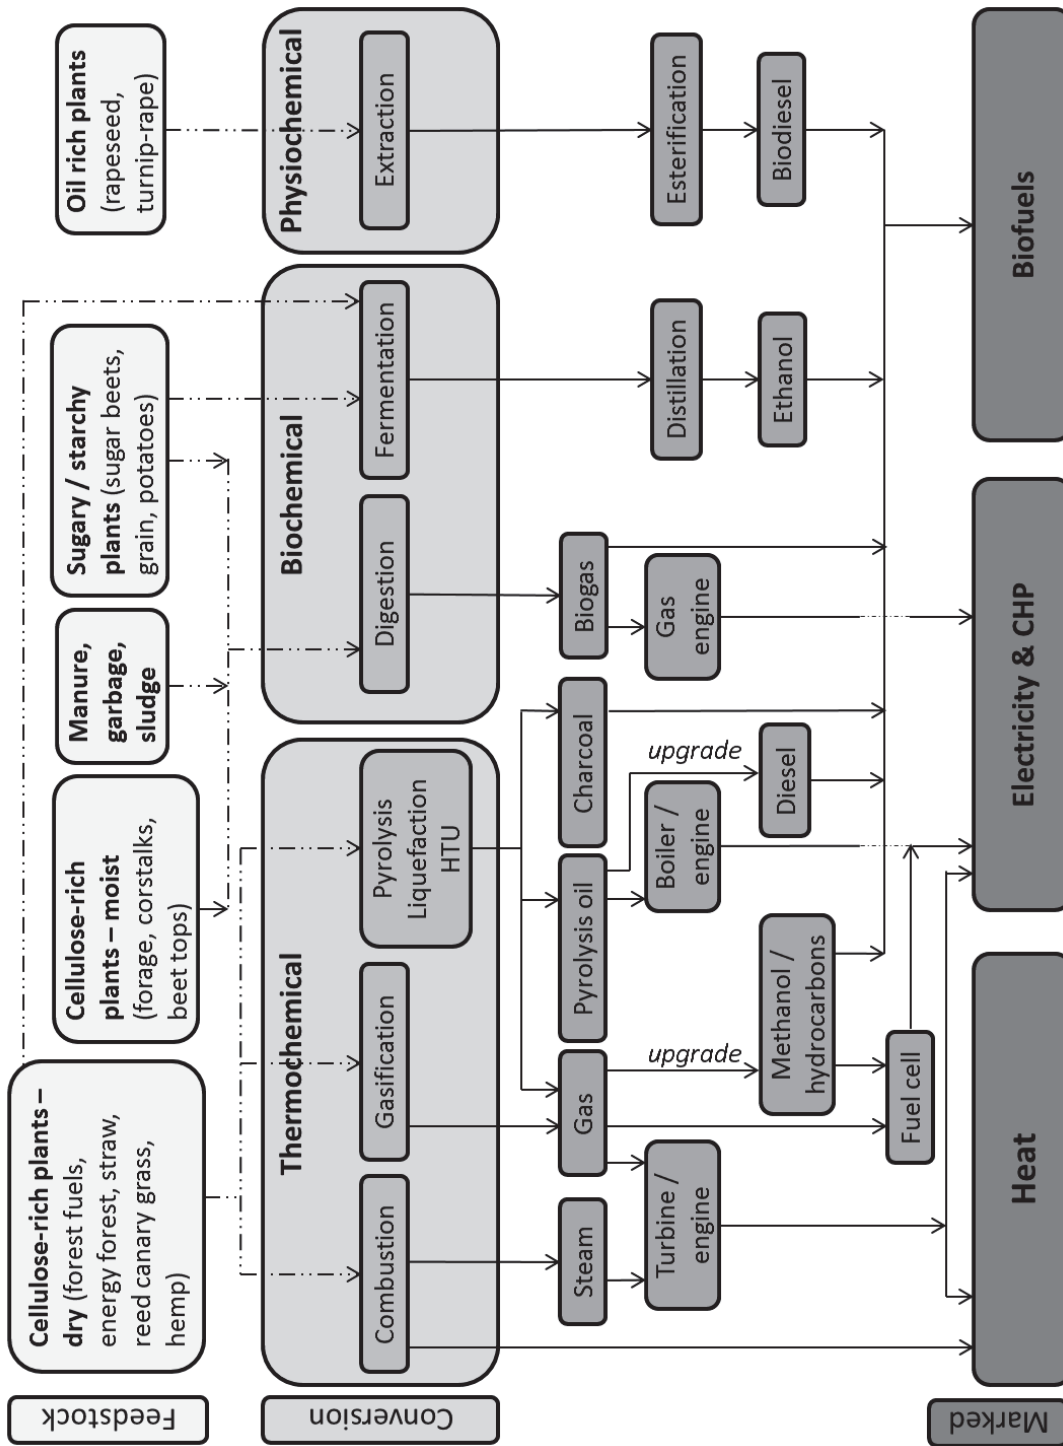 Feedstock
Cellulose-rich plants –
dry (forest fuels,
energy forest, straw,
reed canary grass,
hemp)
Cellulose-rich
plants – moist
(forage, corstalks,
beet tops)
Manure,
garbage,
sludge
Sugary / starchy
plants (sugar beets,
grain, potatoes)
Oil rich plants
(rapeseed,
turnip-rape)
Conversion
Thermochemical
Combustion
Gasification
Pyrolysis
Liquefaction
HTU
Biochemical
Digestion
Fermentation
Physiochemical
Extraction
Steam
Gas
Pyrolysis oil
Charcoal
Biogas
Turbine /
engine
upgrade
Boiler /
engine
upgrade
Gas
engine
Distillation
Esterification
Methanol /
hydrocarbons
Diesel
Ethanol
Biodiesel
Fuel cell
Marked
Heat
Electricity & CHP
Biofuels